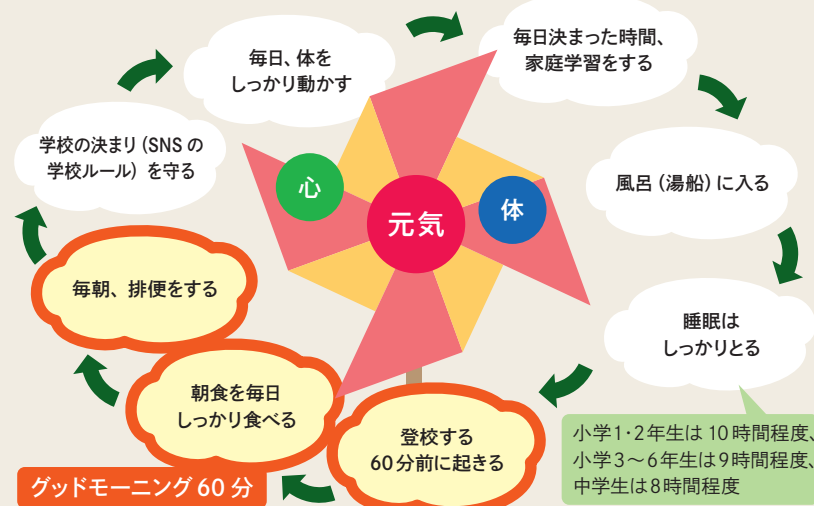 毎日、体を
しっかり動かす
毎日決まった時間、
家庭学習をする
学校の決まり（SNSの
学校ルール）を守る
心
元気
体
風呂（湯船）に入る
毎朝、排便をする
睡眠は
しっかりとる
朝食を毎日
しっかり食べる
登校する
60分前に起きる
小学1・2年生は10時間程度、
小学3～6年生は9時間程度、
中学生は8時間程度
グッドモーニング60分